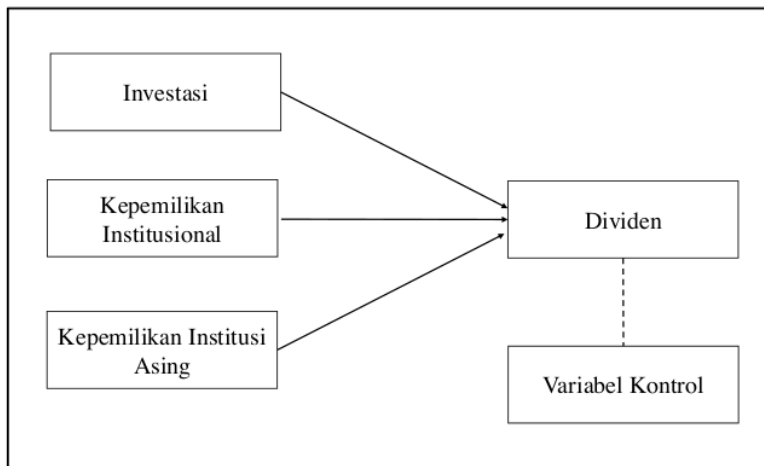 Investasi
Kepemilikan
Institusional
Dividen
Kepemilikan Institusi
Asing
Variabel Kontrol